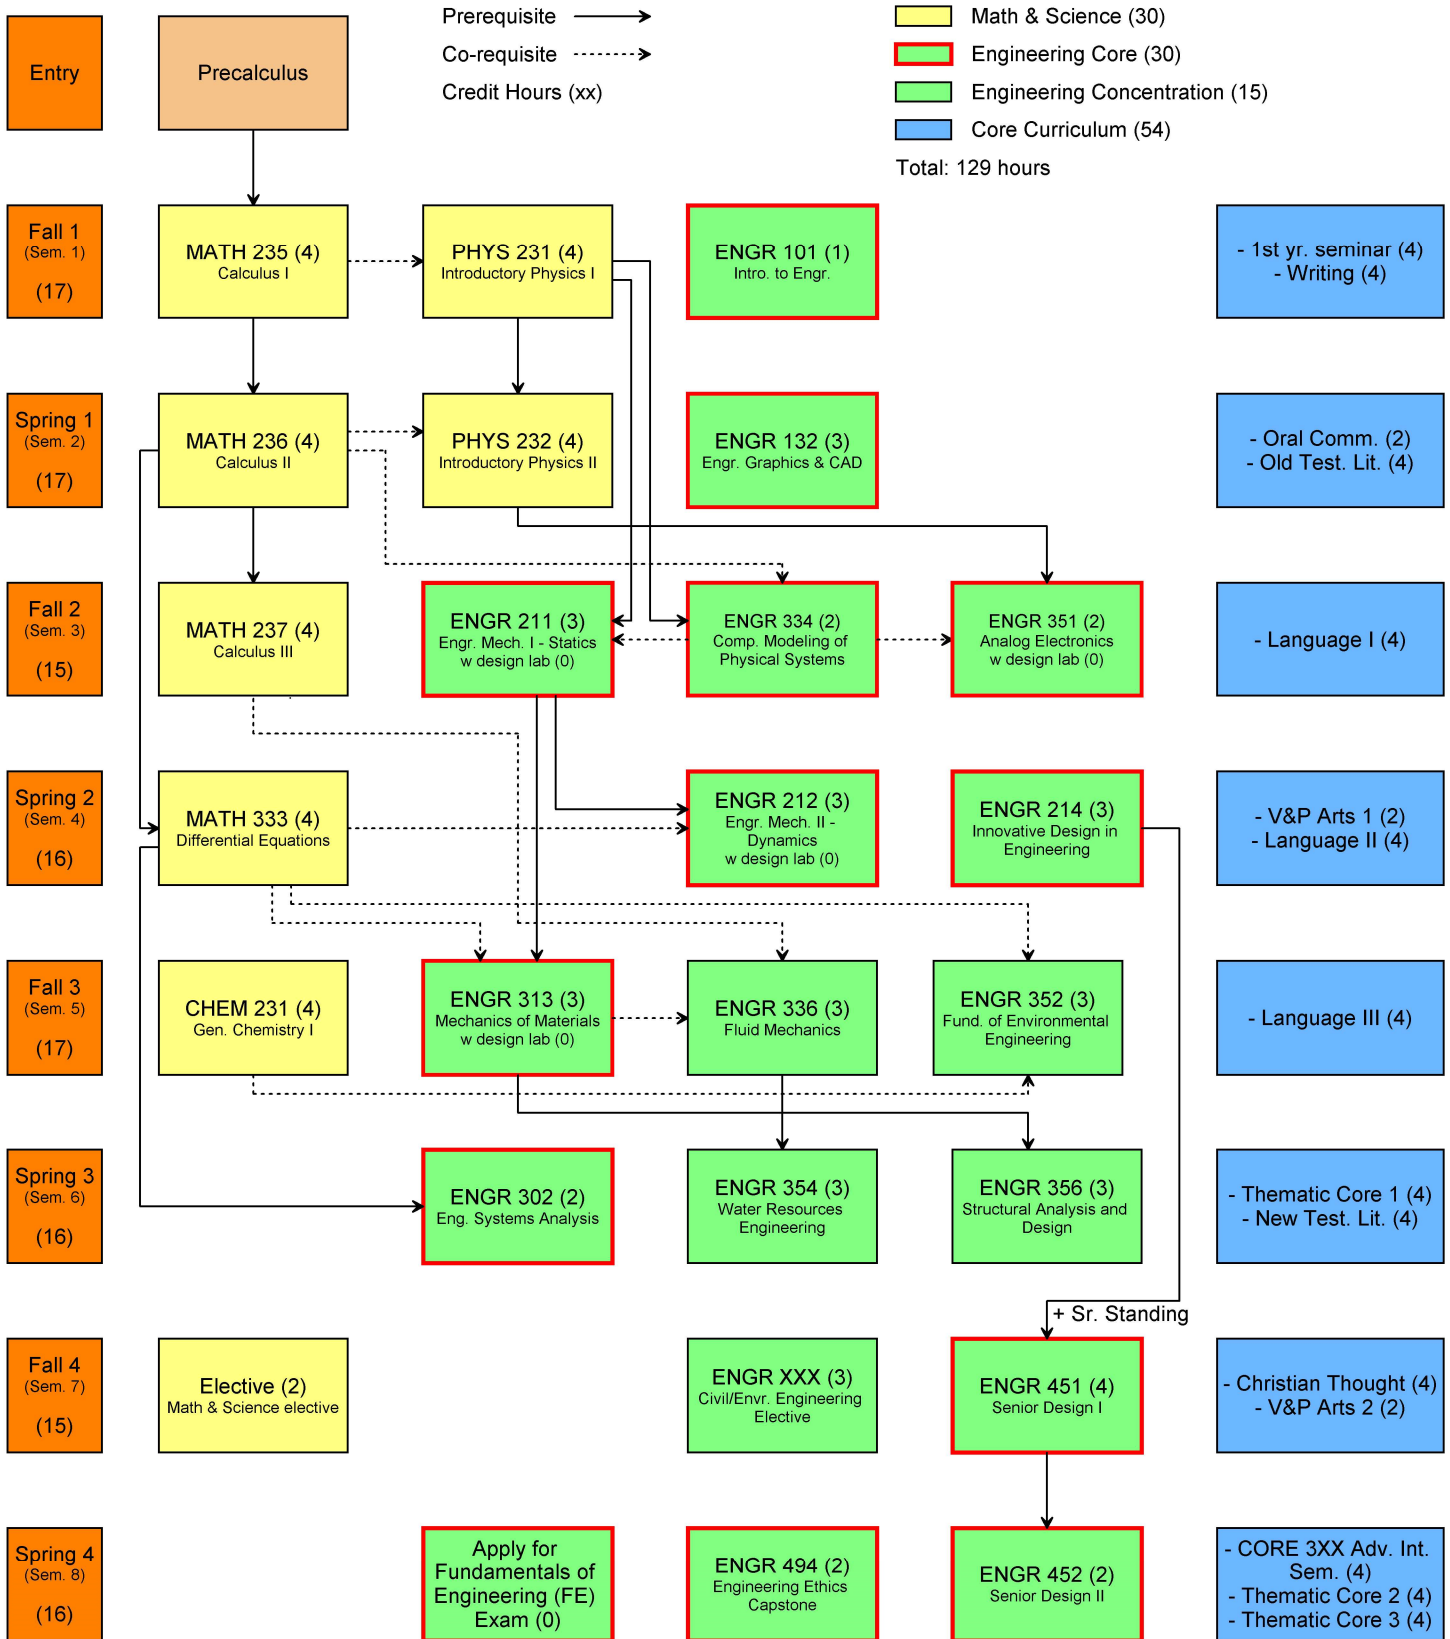 Prerequisite
Co-requisite
Credit Hours (xx)
Math & Science (30)
Engineering Core (30)
Engineering Concentration (15)
Core Curriculum (54)
Total: 129 hours
Entry
Precalculus
Fall 1
(Sem. 1)
(17)
MATH 235 (4)
Calculus I
PHYS 231 (4)
Introductory Physics I
ENGR 101 (1)
Intro. to Engr.
- 1st yr. seminar (4)
- Writing (4)
Spring 1
(Sem. 2)
(17)
MATH 236 (4)
Calculus II
PHYS 232 (4)
Introductory Physics II
ENGR 132 (3)
Engr. Graphics & CAD
- Oral Comm. (2)
- Old Test. Lit. (4)
Fall 2
(Sem. 3)
(15)
MATH 237 (4)
Calculus III
ENGR 211 (3)
Engr. Mech. I - Statics
w design lab (0)
ENGR 334 (2)
Comp. Modeling of
Physical Systems
ENGR 351 (2)
Analog Electronics
w design lab (0)
- Language I (4)
Spring 2
(Sem. 4)
(16)
MATH 333 (4)
Differential Equations
ENGR 212 (3)
Engr. Mech. II -
Dynamics
w design lab (0)
ENGR 214 (3)
Innovative Design in
Engineering
- V&P Arts 1 (2)
- Language II (4)
Fall 3
(Sem. 5)
(17)
CHEM 231 (4)
Gen. Chemistry I
ENGR 313 (3)
Mechanics of Materials
w design lab (0)
ENGR 336 (3)
Fluid Mechanics
ENGR 352 (3)
Fund. of Environmental
Engineering
- Language III (4)
Spring 3
(Sem. 6)
(16)
ENGR 302 (2)
Eng. Systems Analysis
ENGR 354 (3)
Water Resources
Engineering
ENGR 356 (3)
Structural Analysis and
Design
- Thematic Core 1 (4)
- New Test. Lit. (4)
+ Sr. Standing
Fall 4
(Sem. 7)
(15)
Elective (2)
Math & Science elective
ENGR XXX (3)
Civil/Envr. Engineering
Elective
ENGR 451 (4)
Senior Design I
- Christian Thought (4)
- V&P Arts 2 (2)
Spring 4
(Sem. 8)
(16)
Apply for
Fundamentals of
Engineering (FE)
Exam (0)
ENGR 494 (2)
Engineering Ethics
Capstone
ENGR 452 (2)
Senior Design II
- CORE 3XX Adv. Int.
Sem. (4)
- Thematic Core 2 (4)
- Thematic Core 3 (4)